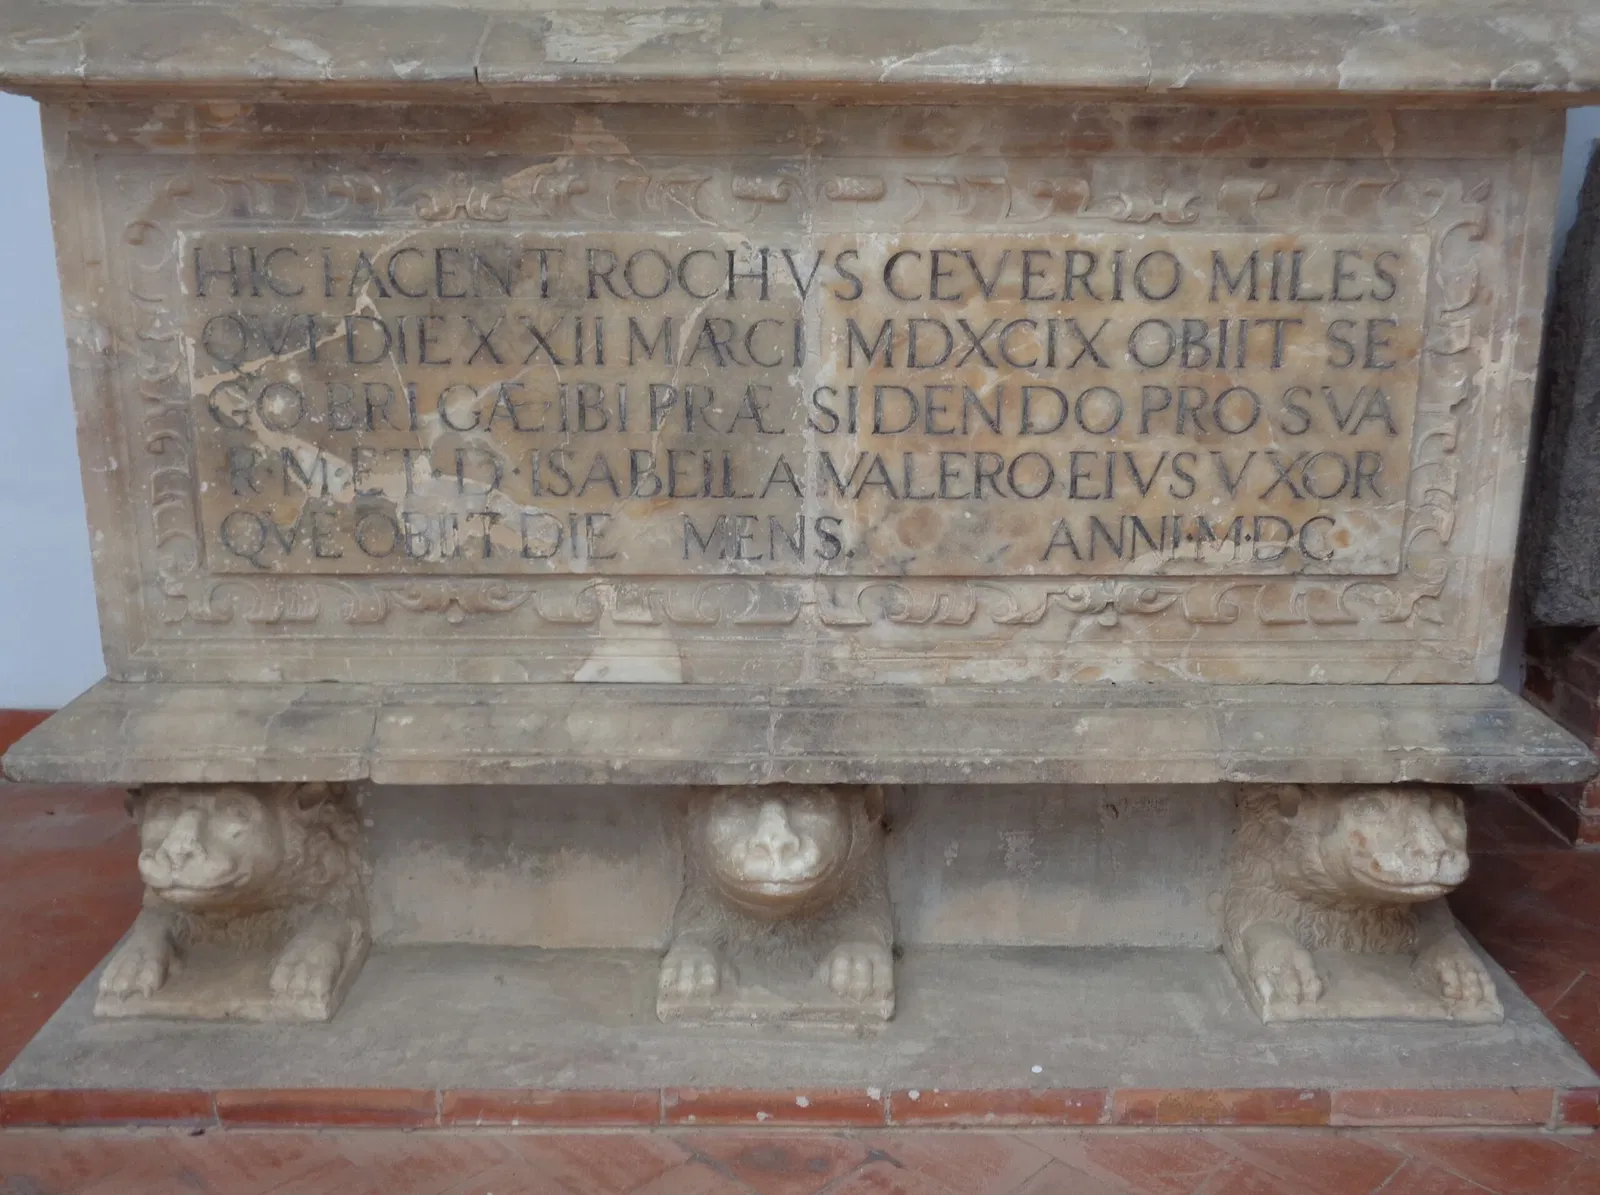 HIC IACENT ROCHVS CEVERIO MILES
QVI DIE XXII MARCI MDXCIX OBIIT SE
GOBRIGÆ IBI PRÆSIDENDO PRO SVA
R·M·ET·D·ISABELLA VALERO EIVS VXOR
QVE OBIIT DIE MENS. ANNI·M·DC